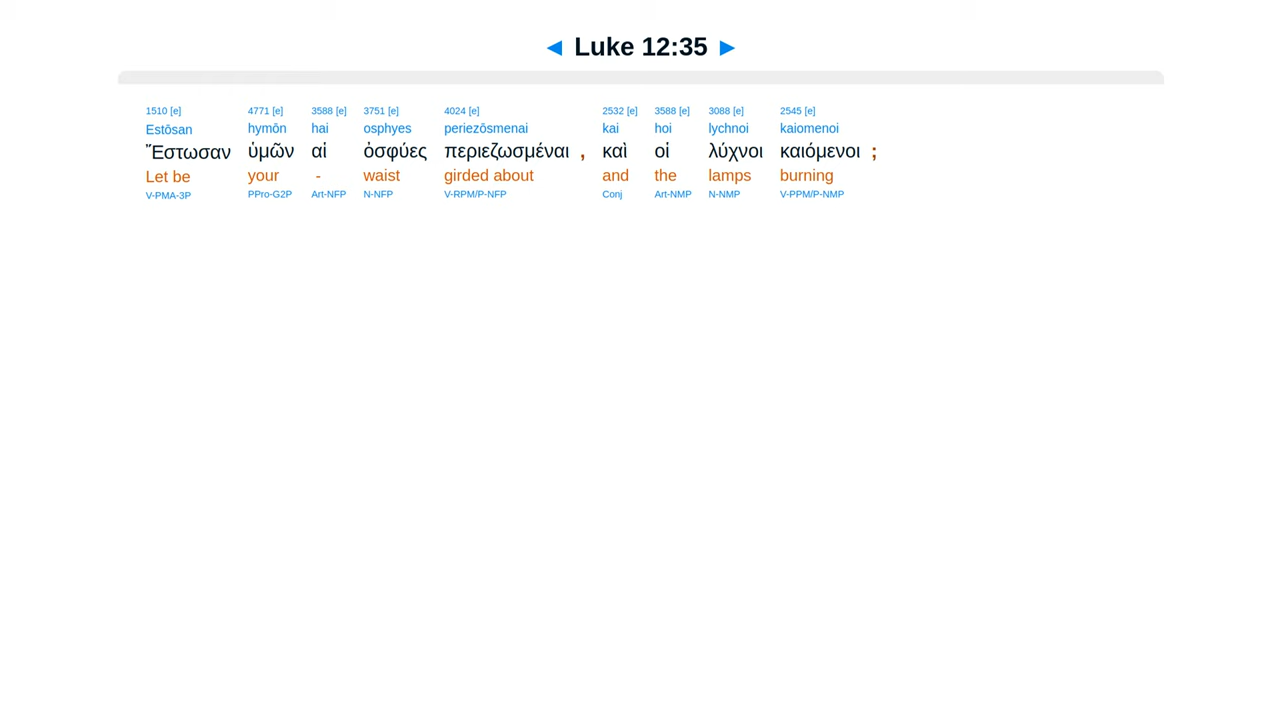 ◄ Luke 12:35 ►
1510 [e] 4771 [e] 3588 [e] 3751 [e] 4024 [e] 2532 [e] 3588 [e] 3088 [e] 2545 [e]
Estōsan hymōn hai osphyes periezōsmenai kai hoi lychnoi kaiomenoi
Ἔστωσαν ὑμῶν αἱ ὀσφύες περιεζωσμέναι , καὶ οἱ λύχνοι καιόμενοι ;
Let be your - waist girded about and the lamps burning
V-PMA-3P PPro-G2P Art-NFP N-NFP V-RPM/P-NFP Conj Art-NMP N-NMP V-PPM/P-NMP